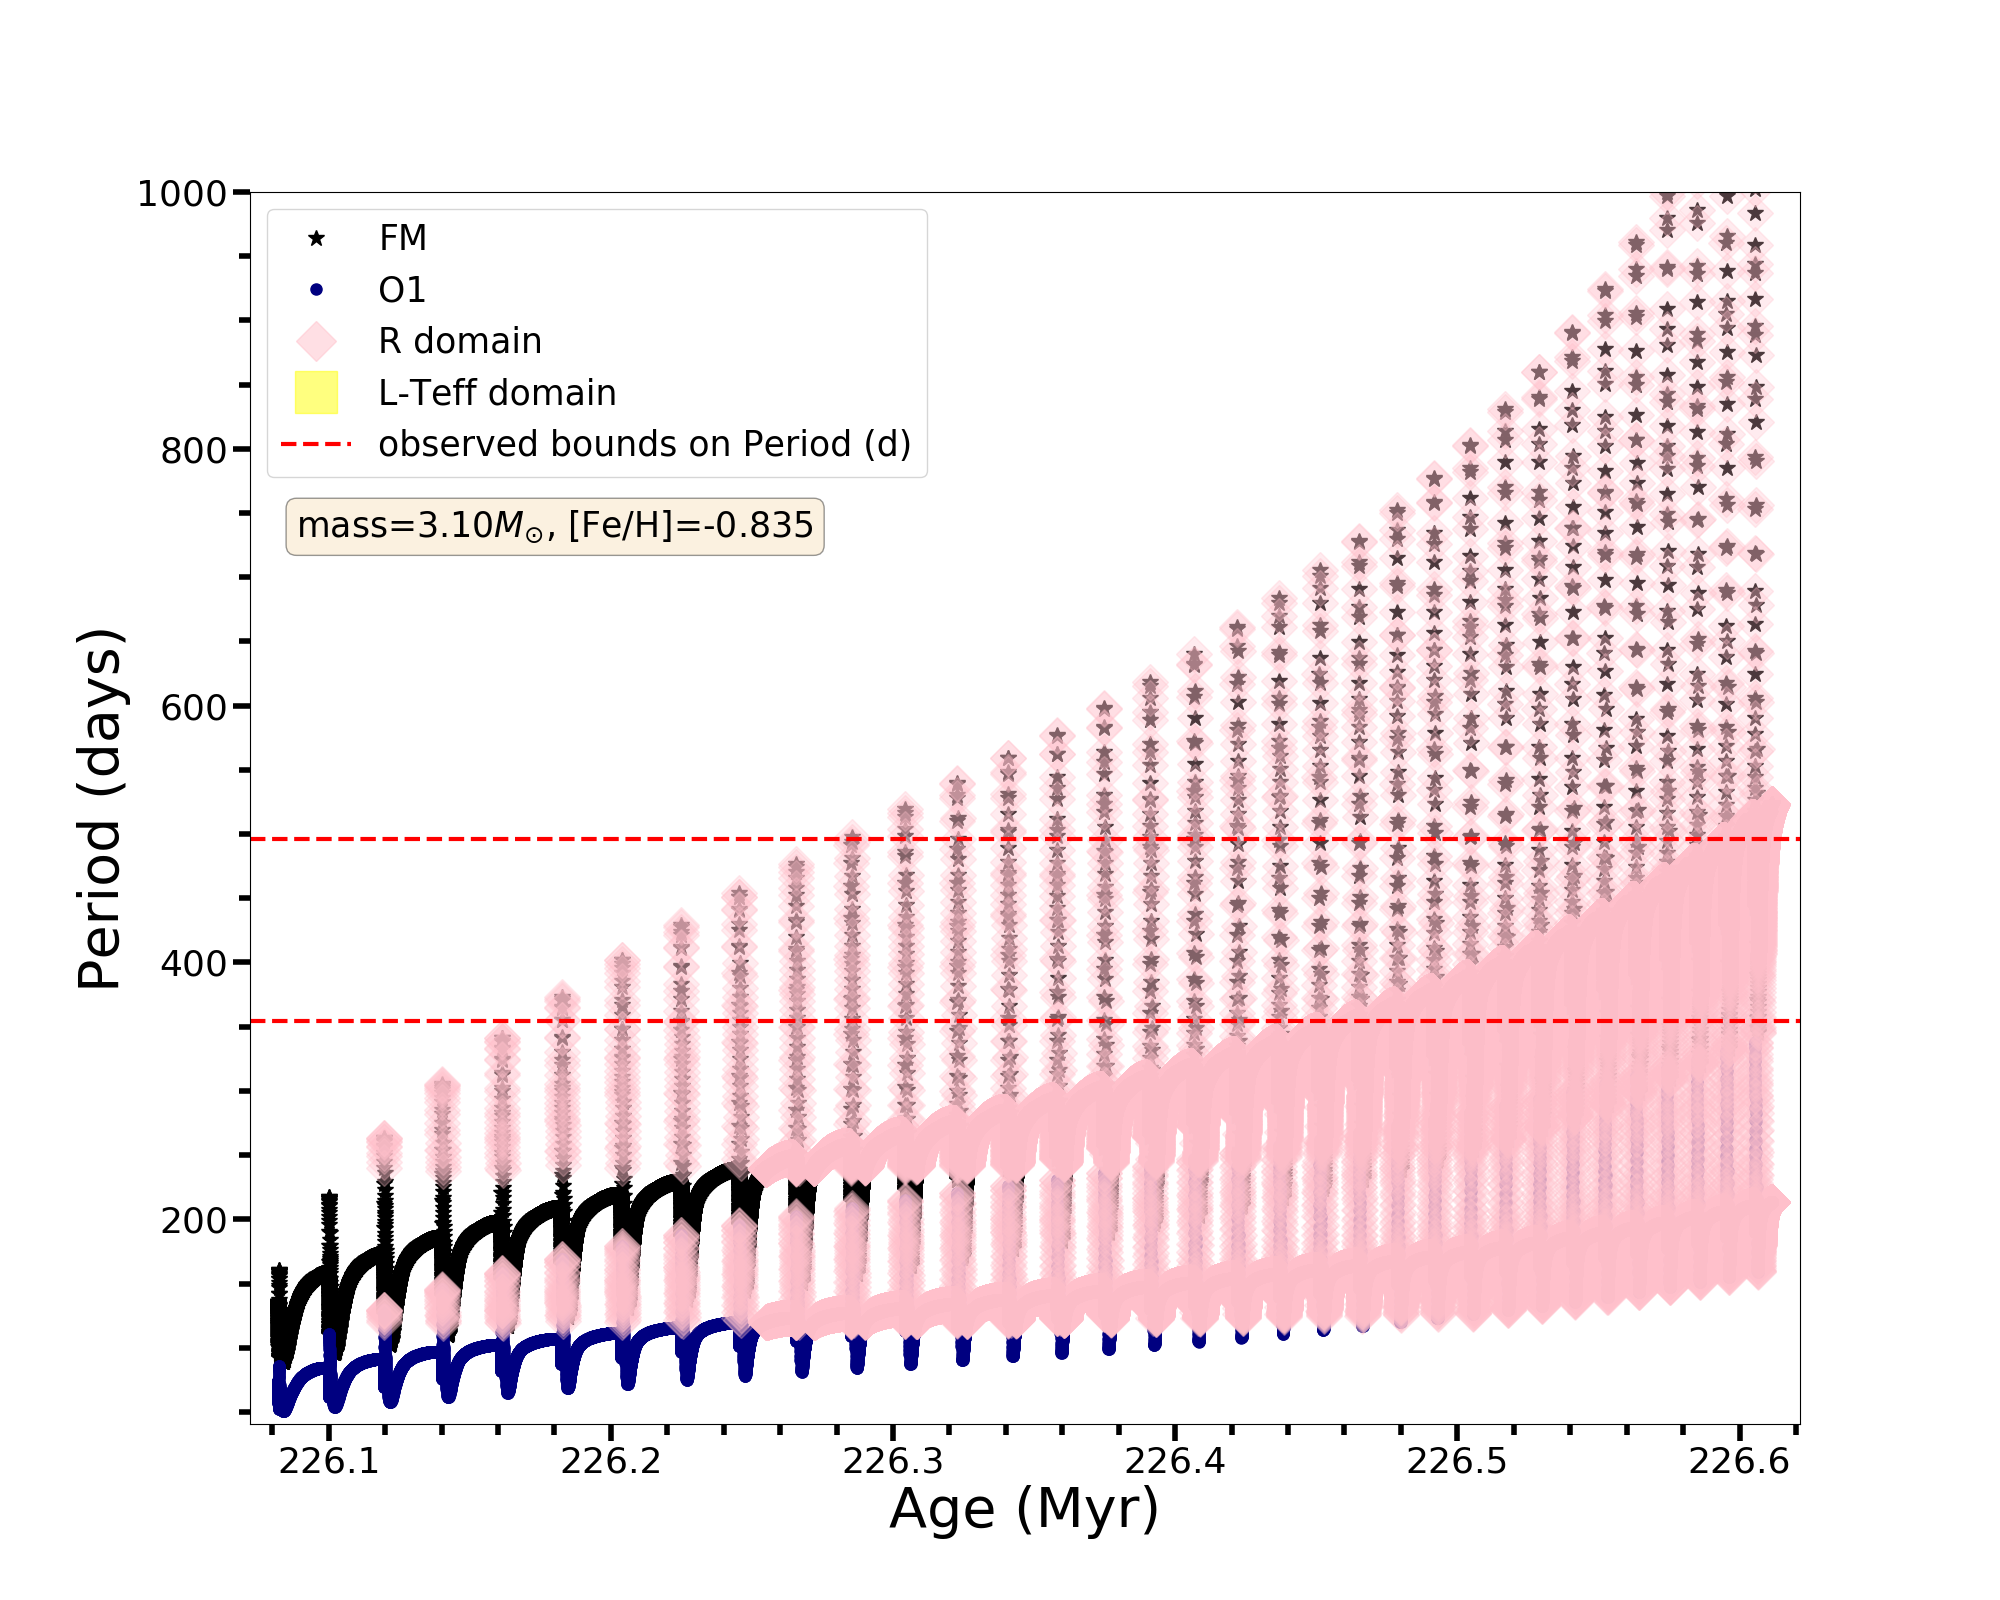 1000
800
600
400
200
Period (days)
FM
O1
R domain
L-Teff domain
observed bounds on Period (d)
mass=3.10M⊙, [Fe/H]=-0.835
226.1 226.2 226.3 226.4 226.5 226.6
Age (Myr)